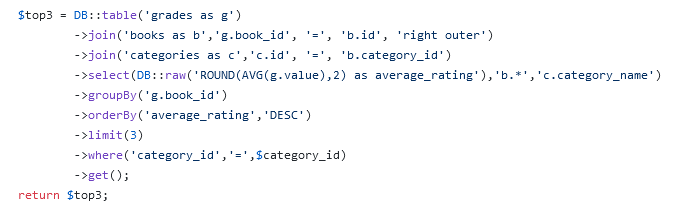 $top3 = DB::table('grades as g')
->join('books as b','g.book_id', '=', 'b.id', 'right outer')
->join('categories as c','c.id', '=', 'b.category_id')
->select(DB::raw('ROUND(AVG(g.value),2) as average_rating'),'b.*','c.category_name')
->groupBy('g.book_id')
->orderBy('average_rating','DESC')
->limit(3)
->where('category_id','=',$category_id)
->get();
return $top3;